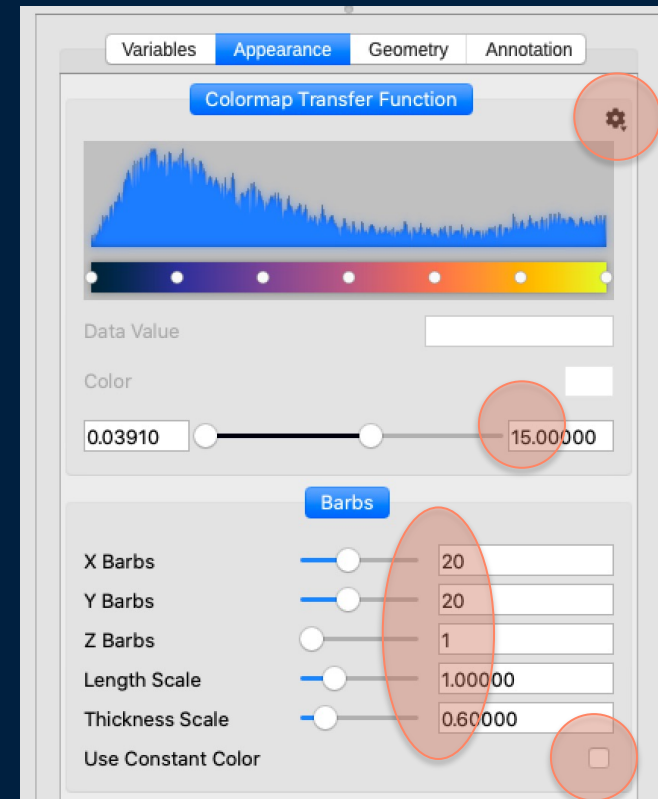 Variables Appearance Geometry Annotation
Colormap Transfer Function
Data Value
Color
0.03910 15.00000
Barbs
X Barbs 20
Y Barbs 20
Z Barbs 1
Length Scale 1.00000
Thickness Scale 0.60000
Use Constant Color